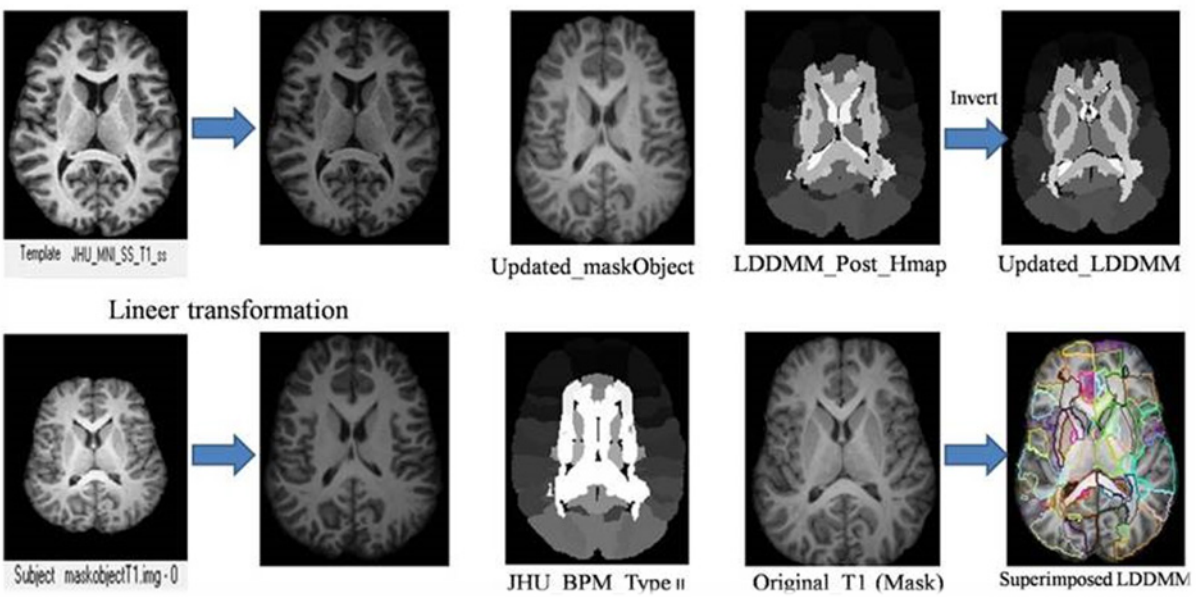 Invert
Template JHU_MNI_SS_T1_ss
Updated_maskObject
LDDMM_Post_Hmap
Updated_LDDMM
Lineer transformation
Subject maskobjectT1.img - 0
JHU_BPM_Type II
Original_T1 (Mask)
Superimposed LDDMM